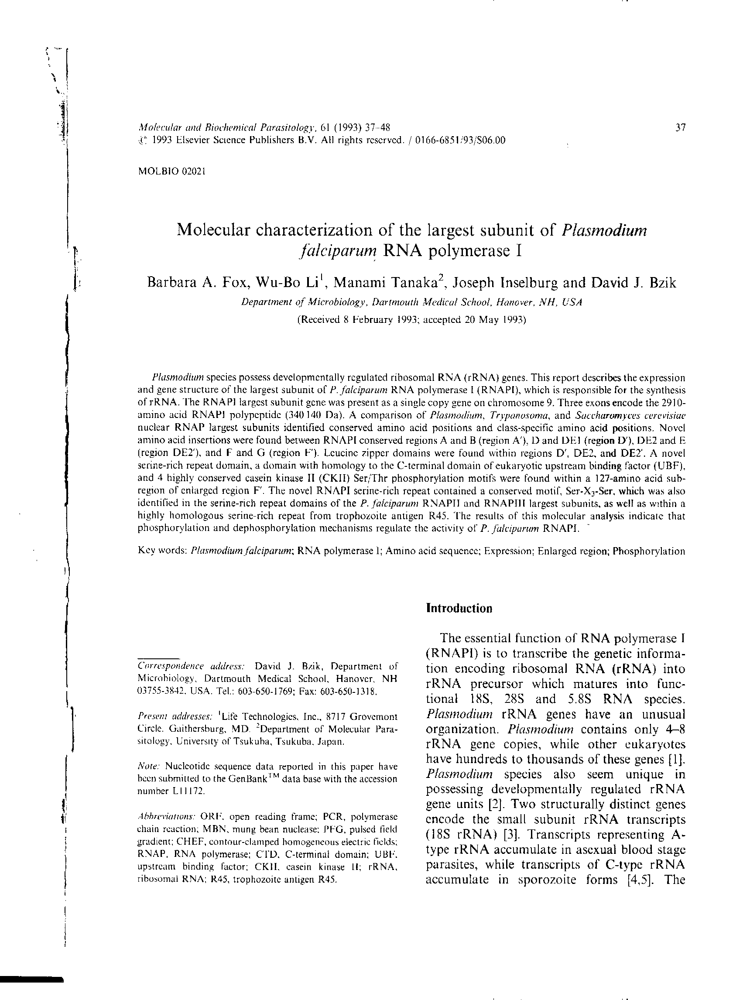 Molecular and Biochemical Parasitology, 61 (1993) 37-48
37
© 1993 Elsevier Science Publishers B.V. All rights reserved. / 0166-6851/93/$06.00
MOLBIO 02021
Molecular characterization of the largest subunit of Plasmodium
falciparum RNA polymerase I
Barbara A. Fox, Wu-Bo Li¹, Manami Tanaka², Joseph Inselburg and David J. Bzik
Department of Microbiology, Dartmouth Medical School, Hanover, NH, USA
(Received 8 February 1993; accepted 20 May 1993)
Plasmodium species possess developmentally regulated ribosomal RNA (rRNA) genes. This report describes the expression
and gene structure of the largest subunit of P. falciparum RNA polymerase I (RNAPI), which is responsible for the synthesis
of rRNA. The RNAPI largest subunit gene was present as a single copy gene on chromosome 9. Three exons encode the 2910-
amino acid RNAPI polypeptide (340 140 Da). A comparison of Plasmodium, Trypanosoma, and Saccharomyces cerevisiae
nuclear RNAP largest subunits identified conserved amino acid positions and class-specific amino acid positions. Novel
amino acid insertions were found between RNAPI conserved regions A and B (region A'), D and DE1 (region D'), DE2 and E
(region DE2'), and F and G (region F'). Leucine zipper domains were found within regions D', DE2, and DE2'. A novel
serine-rich repeat domain, a domain with homology to the C-terminal domain of eukaryotic upstream binding factor (UBF),
and 4 highly conserved casein kinase II (CKII) Ser/Thr phosphorylation motifs were found within a 127-amino acid sub-
region of enlarged region F'. The novel RNAPI serine-rich repeat contained a conserved motif, Ser-X₃-Ser, which was also
identified in the serine-rich repeat domains of the P. falciparum RNAPII and RNAPIII largest subunits, as well as within a
highly homologous serine-rich repeat from trophozoite antigen R45. The results of this molecular analysis indicate that
phosphorylation and dephosphorylation mechanisms regulate the activity of P. falciparum RNAPI.
Key words: Plasmodium falciparum; RNA polymerase I; Amino acid sequence; Expression; Enlarged region; Phosphorylation
Correspondence address: David J. Bzik, Department of
Microbiology, Dartmouth Medical School, Hanover, NH
03755-3842, USA. Tel.: 603-650-1769; Fax: 603-650-1318.
Present addresses: ¹Life Technologies, Inc., 8717 Grovemont
Circle, Gaithersburg, MD. ²Department of Molecular Para-
sitology, University of Tsukuba, Tsukuba, Japan.
Note: Nucleotide sequence data reported in this paper have
been submitted to the GenBank™ data base with the accession
number L11172.
Abbreviations: ORF, open reading frame; PCR, polymerase
chain reaction; MBN, mung bean nuclease; PFG, pulsed field
gradient; CHEF, contour-clamped homogeneous electric fields;
RNAP, RNA polymerase; CTD, C-terminal domain; UBF,
upstream binding factor; CKII, casein kinase II; rRNA,
ribosomal RNA; R45, trophozoite antigen R45.
Introduction
The essential function of RNA polymerase I
(RNAPI) is to transcribe the genetic informa-
tion encoding ribosomal RNA (rRNA) into
rRNA precursor which matures into func-
tional 18S, 28S and 5.8S RNA species.
Plasmodium rRNA genes have an unusual
organization. Plasmodium contains only 4–8
rRNA gene copies, while other eukaryotes
have hundreds to thousands of these genes [1].
Plasmodium species also seem unique in
possessing developmentally regulated rRNA
gene units [2]. Two structurally distinct genes
encode the small subunit rRNA transcripts
(18S rRNA) [3]. Transcripts representing A-
type rRNA accumulate in asexual blood stage
parasites, while transcripts of C-type rRNA
accumulate in sporozoite forms [4,5]. The